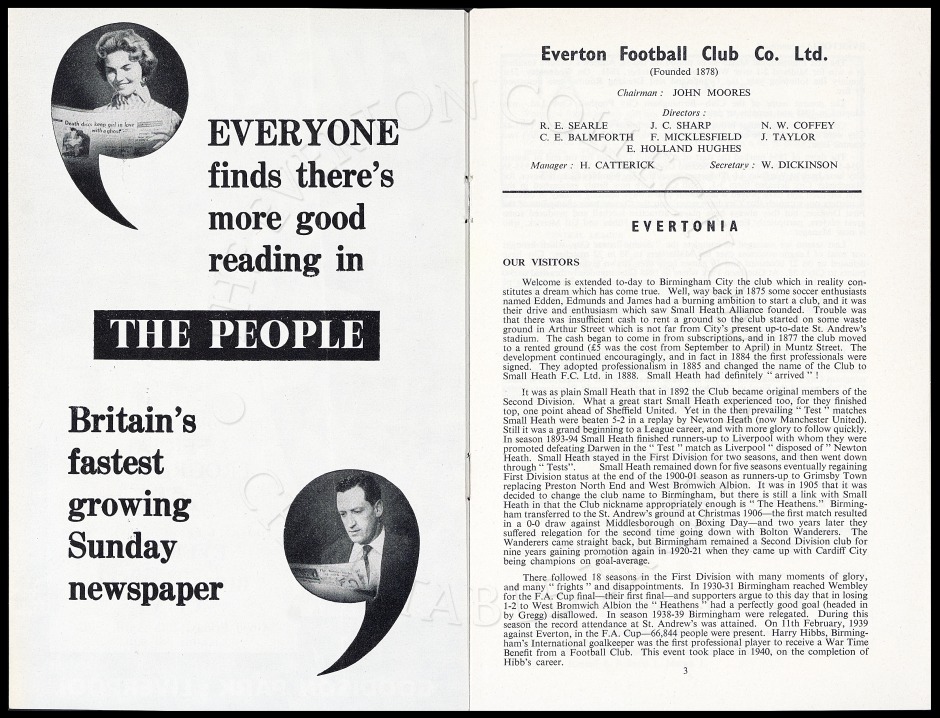 Death does keep girl in love
with a ghost!
EVERYONE
finds there's
more good
reading in
THE PEOPLE
Britain's
fastest
growing
Sunday
newspaper
Everton Football Club Co. Ltd.
(Founded 1878)
Chairman : JOHN MOORES
Directors :
R. E. SEARLE J. C. SHARP N. W. COFFEY
C. E. BALMFORTH F. MICKLESFIELD J. TAYLOR
E. HOLLAND HUGHES
Manager : H. CATTERICK Secretary : W. DICKINSON
EVERTONIA
OUR VISITORS
Welcome is extended to-day to Birmingham City the club which in reality con-
stitutes a dream which has come true. Well, way back in 1875 some soccer enthusiasts
named Edden, Edmunds and James had a burning ambition to start a club, and it was
their drive and enthusiasm which saw Small Heath Alliance founded. Trouble was
that there was insufficient cash to rent a ground so the club started on some waste
ground in Arthur Street which is not far from City's present up-to-date St. Andrew's
stadium. The cash began to come in from subscriptions, and in 1877 the club moved
to a rented ground (£5 was the cost from September to April) in Muntz Street. The
development continued encouragingly, and in fact in 1884 the first professionals were
signed. They adopted professionalism in 1885 and changed the name of the Club to
Small Heath F.C. Ltd. in 1888. Small Heath had definitely " arrived " !
It was as plain Small Heath that in 1892 the Club became original members of the
Second Division. What a great start Small Heath experienced too, for they finished
top, one point ahead of Sheffield United. Yet in the then prevailing " Test " matches
Small Heath were beaten 5-2 in a replay by Newton Heath (now Manchester United).
Still it was a grand beginning to a League career, and with more glory to follow quickly.
In season 1893-94 Small Heath finished runners-up to Liverpool with whom they were
promoted defeating Darwen in the " Test " match as Liverpool " disposed of " Newton
Heath. Small Heath stayed in the First Division for two seasons, and then went down
through " Tests". Small Heath remained down for five seasons eventually regaining
First Division status at the end of the 1900-01 season as runners-up to Grimsby Town
replacing Preston North End and West Bromwich Albion. It was in 1905 that it was
decided to change the club name to Birmingham, but there is still a link with Small
Heath in that the Club nickname appropriately enough is " The Heathens." Birming-
ham transferred to the St. Andrew's ground at Christmas 1906—the first match resulted
in a 0-0 draw against Middlesborough on Boxing Day—and two years later they
suffered relegation for the second time going down with Bolton Wanderers. The
Wanderers came straight back, but Birmingham remained a Second Division club for
nine years gaining promotion again in 1920-21 when they came up with Cardiff City
being champions on goal-average.
There followed 18 seasons in the First Division with many moments of glory,
and many " frights " and disappointments. In 1930-31 Birmingham reached Wembley
for the F.A. Cup final—their first final—and supporters argue to this day that in losing
1-2 to West Bromwich Albion the " Heathens " had a perfectly good goal (headed in
by Gregg) disallowed. In season 1938-39 Birmingham were relegated. During this
season the record attendance at St. Andrew's was attained. On 11th February, 1939
against Everton, in the F.A. Cup—66,844 people were present. Harry Hibbs, Birming-
ham's International goalkeeper was the first professional player to receive a War Time
Benefit from a Football Club. This event took place in 1940, on the completion of
Hibb's career.
3